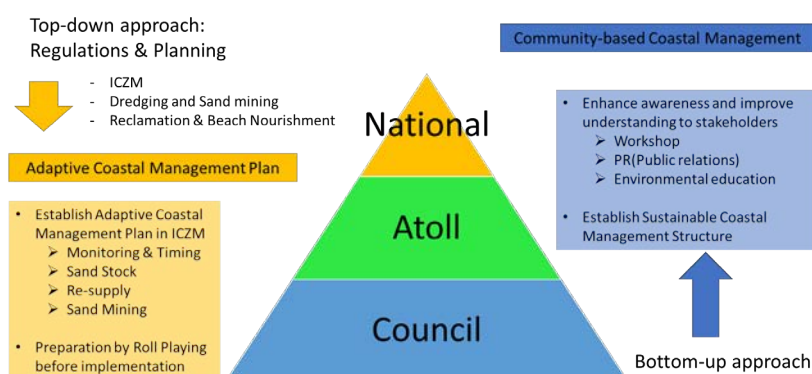 Top-down approach:
Regulations & Planning
- ICZM
- Dredging and Sand mining
- Reclamation & Beach Nourishment
Adaptive Coastal Management Plan
• Establish Adaptive Coastal
Management Plan in ICZM
➢ Monitoring & Timing
➢ Sand Stock
➢ Re-supply
➢ Sand Mining
• Preparation by Roll Playing
before implementation
National
Atoll
Council
Community-based Coastal Management
• Enhance awareness and improve
understanding to stakeholders
➢ Workshop
➢ PR(Public relations)
➢ Environmental education
• Establish Sustainable Coastal
Management Structure
Bottom-up approach